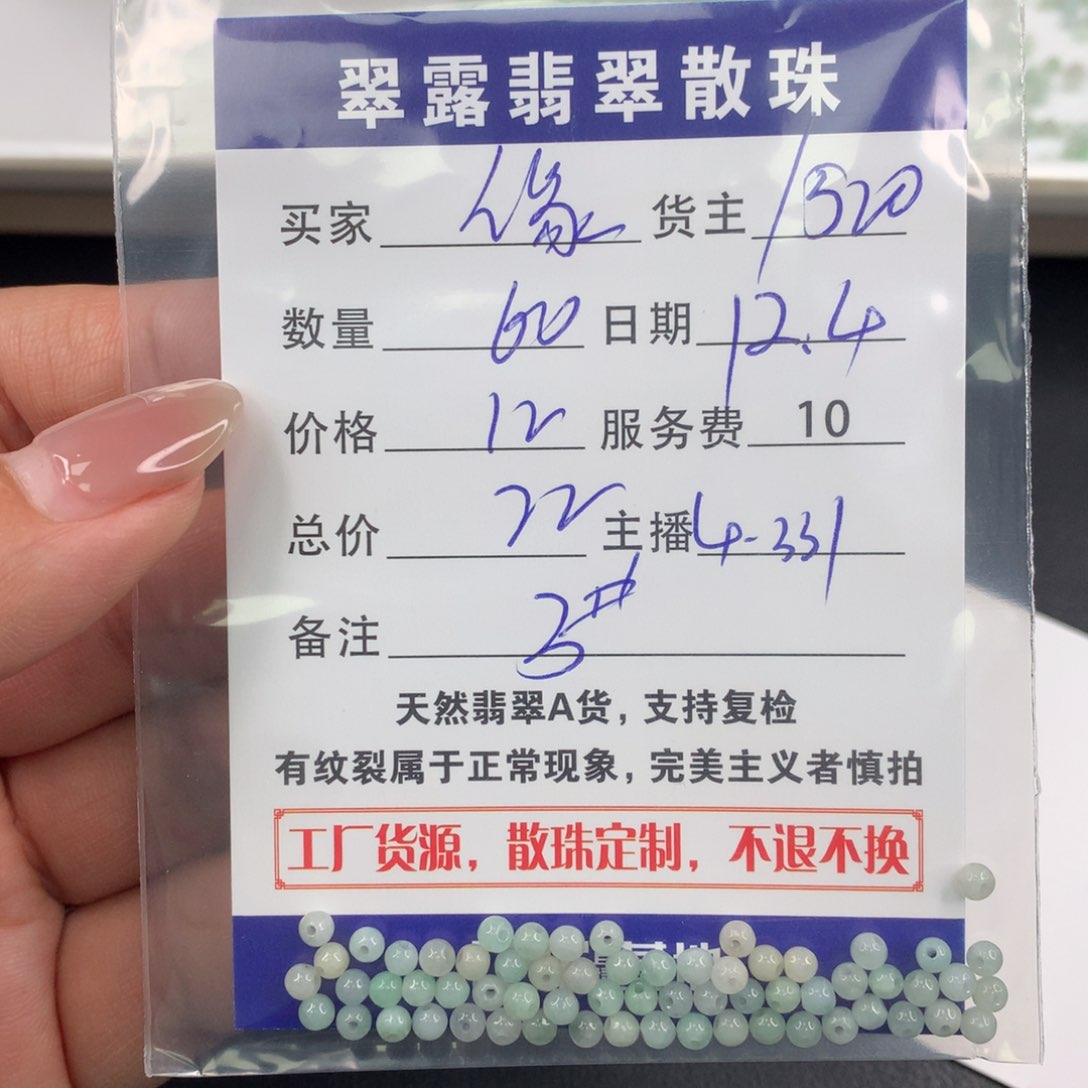 翠露翡翠散珠
买家 缘 货主 1520
数量 60 日期 12.4
价格 12 服务费 10
总价 22 主播 4-331
备注 3#
天然翡翠A货，支持复检
有纹裂属于正常现象，完美主义者慎拍
工厂货源，散珠定制，不退不换